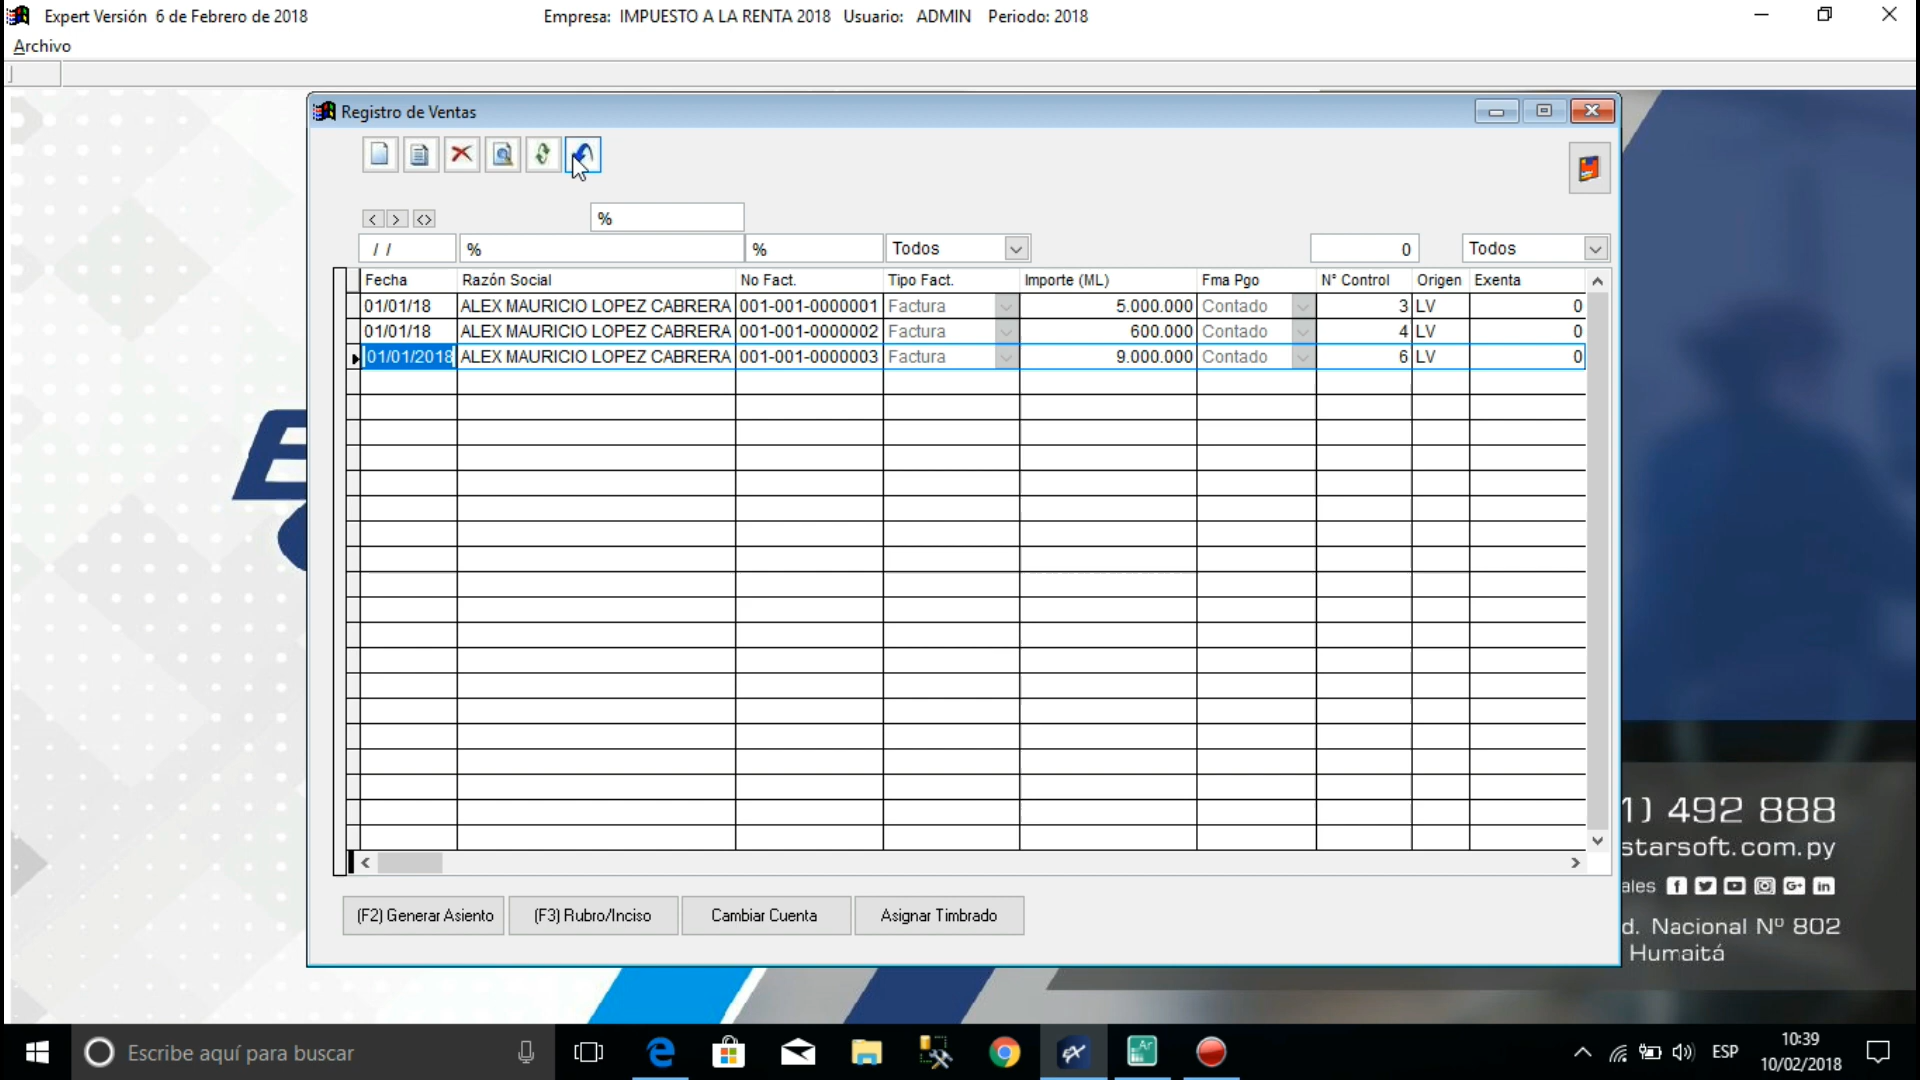 Expert Versión 6 de Febrero de 2018 Empresa: IMPUESTO A LA RENTA 2018 Usuario: ADMIN Periodo: 2018
Archivo
Registro de Ventas
< > <> %
/ / % % Todos 0 Todos
Fecha Razón Social No Fact. Tipo Fact. Importe (ML) Fma Pgo N° Control Origen Exenta
01/01/18 ALEX MAURICIO LOPEZ CABRERA 001-001-0000001 Factura 5.000.000 Contado 3 LV 0
01/01/18 ALEX MAURICIO LOPEZ CABRERA 001-001-0000002 Factura 600.000 Contado 4 LV 0
01/01/2018 ALEX MAURICIO LOPEZ CABRERA 001-001-0000003 Factura 9.000.000 Contado 6 LV 0
(F2) Generar Asiento (F3) Rubro/Inciso Cambiar Cuenta Asignar Timbrado
1) 492 888
starsoft.com.py
ales
d. Nacional Nº 802
Humaitá
Escribe aquí para buscar
ESP
10:39
10/02/2018